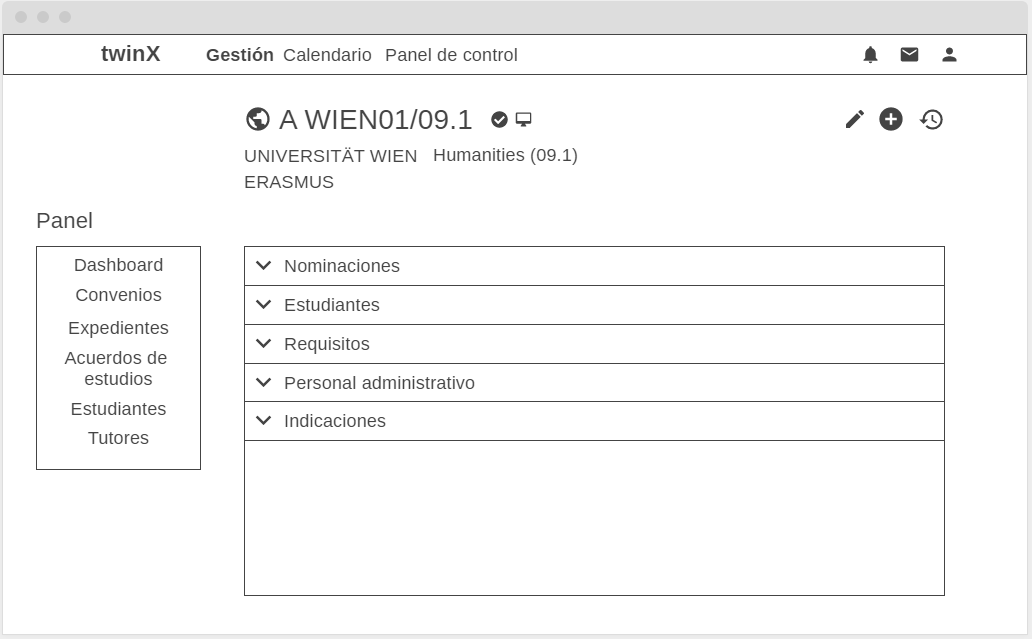 twinX Gestión Calendario Panel de control
A WIEN01/09.1
UNIVERSITÄT WIEN Humanities (09.1)
ERASMUS
Panel
Dashboard
Convenios
Expedientes
Acuerdos de
estudios
Estudiantes
Tutores
Nominaciones
Estudiantes
Requisitos
Personal administrativo
Indicaciones